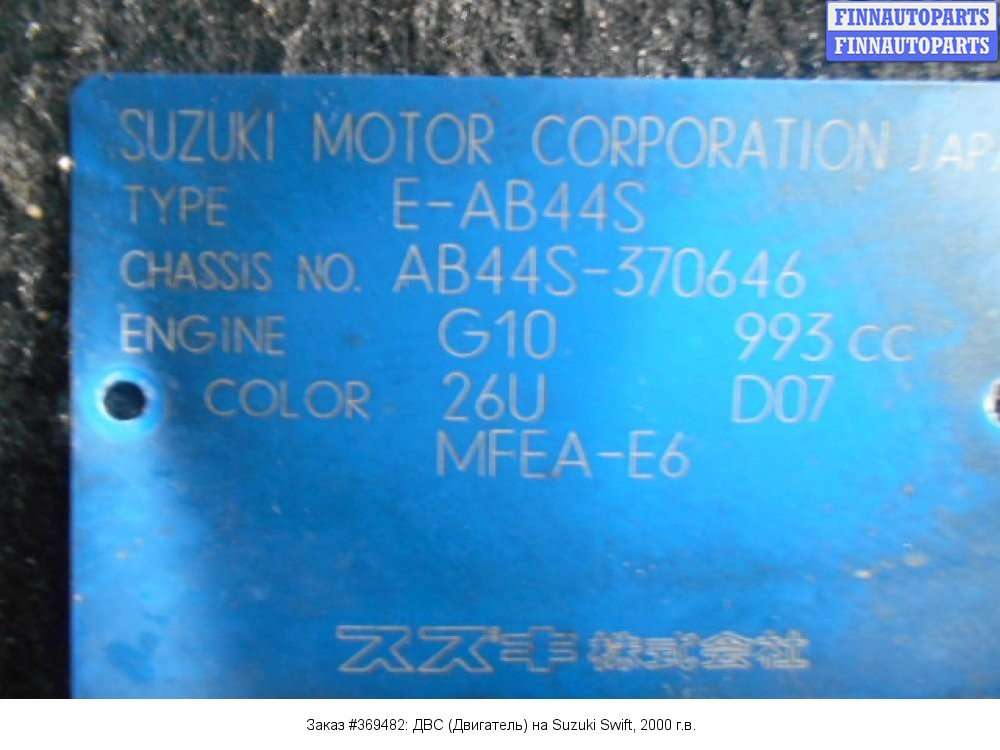 FINNAUTOPARTS
FINNAUTOPARTS
SUZUKI MOTOR CORPORATION
TYPE E-AB44S
CHASSIS NO. AB44S-370646
ENGINE G10 993 CC
COLOR 26U D07
MFEA-E6
スズキ株式会社
Заказ #369482: ДВС (Двигатель) на Suzuki Swift, 2000 г.в.